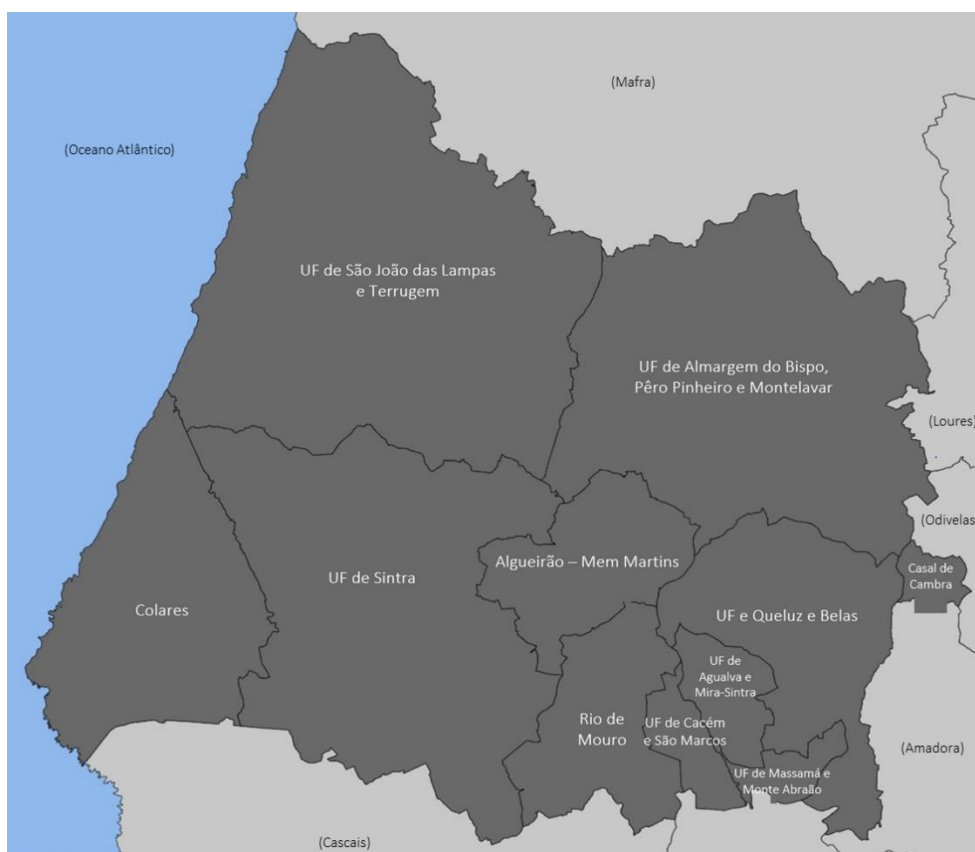 (Mafra)
(Oceano Atlântico)
UF de São João das Lampas
e Terrugem
UF de Almargem do Bispo,
Pêro Pinheiro e Montelavar
(Loures)
(Odivelas)
Algueirão – Mem Martins
Casal de
Cambra
UF de Sintra
Colares
UF e Queluz e Belas
UF de
Agualva e
Mira-Sintra
Rio de
Mouro
UF de Cacém
e São Marcos
(Amadora)
UF de Massamá e
Monte Abraão
(Cascais)